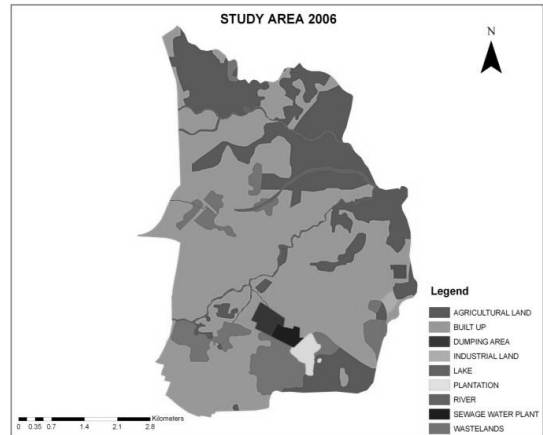 STUDY AREA 2006
N
Legend
AGRICULTURAL LAND
BUILT UP
DUMPING AREA
INDUSTRIAL LAND
LAKE
PLANTATION
RIVER
SEWAGE WATER PLANT
WASTELANDS
Kilometers
0 0.35 0.7 1.4 2.1 2.8